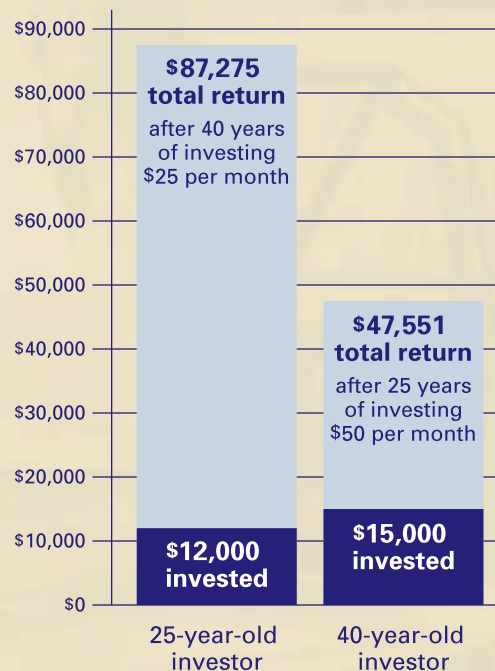 $90,000
$80,000
$70,000
$60,000
$50,000
$40,000
$30,000
$20,000
$10,000
$0
$87,275
total return
after 40 years
of investing
$25 per month
$12,000
invested
25-year-old
investor
$47,551
total return
after 25 years
of investing
$50 per month
$15,000
invested
40-year-old
investor